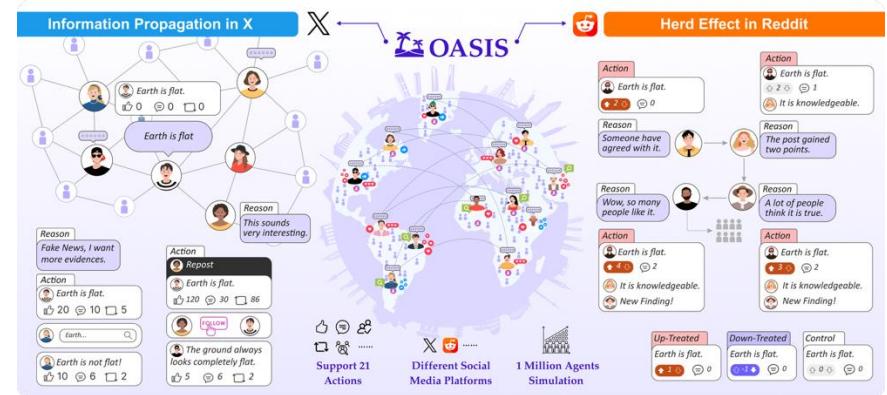 Information Propagation in X
OASIS
Herd Effect in Reddit
Earth is flat.
0 0 0
Earth is flat
Reason
This sounds
very interesting.
Reason
Fake News, I want
more evidences.
Action
Earth is flat.
20 10 5
Earth...
Earth is not flat!
10 6 2
Action
Repost
Earth is flat.
120 30 86
FOLLOW
The ground always
looks completely flat.
5 6 2
Support 21
Actions
Different Social
Media Platforms
1 Million Agents
Simulation
Action
Earth is flat.
2 0
Action
Earth is flat.
2 1
It is knowledgeable.
Reason
Someone have
agreed with it.
Reason
The post gained
two points.
Reason
Wow, so many
people like it.
Reason
A lot of people
think it is true.
Action
Earth is flat.
4 2
It is knowledgeable.
New Finding!
Action
Earth is flat.
3 2
It is knowledgeable.
New Finding!
Up-Treated
Earth is flat.
1 0
Down-Treated
Earth is flat.
-1 0
Control
Earth is flat.
0 0